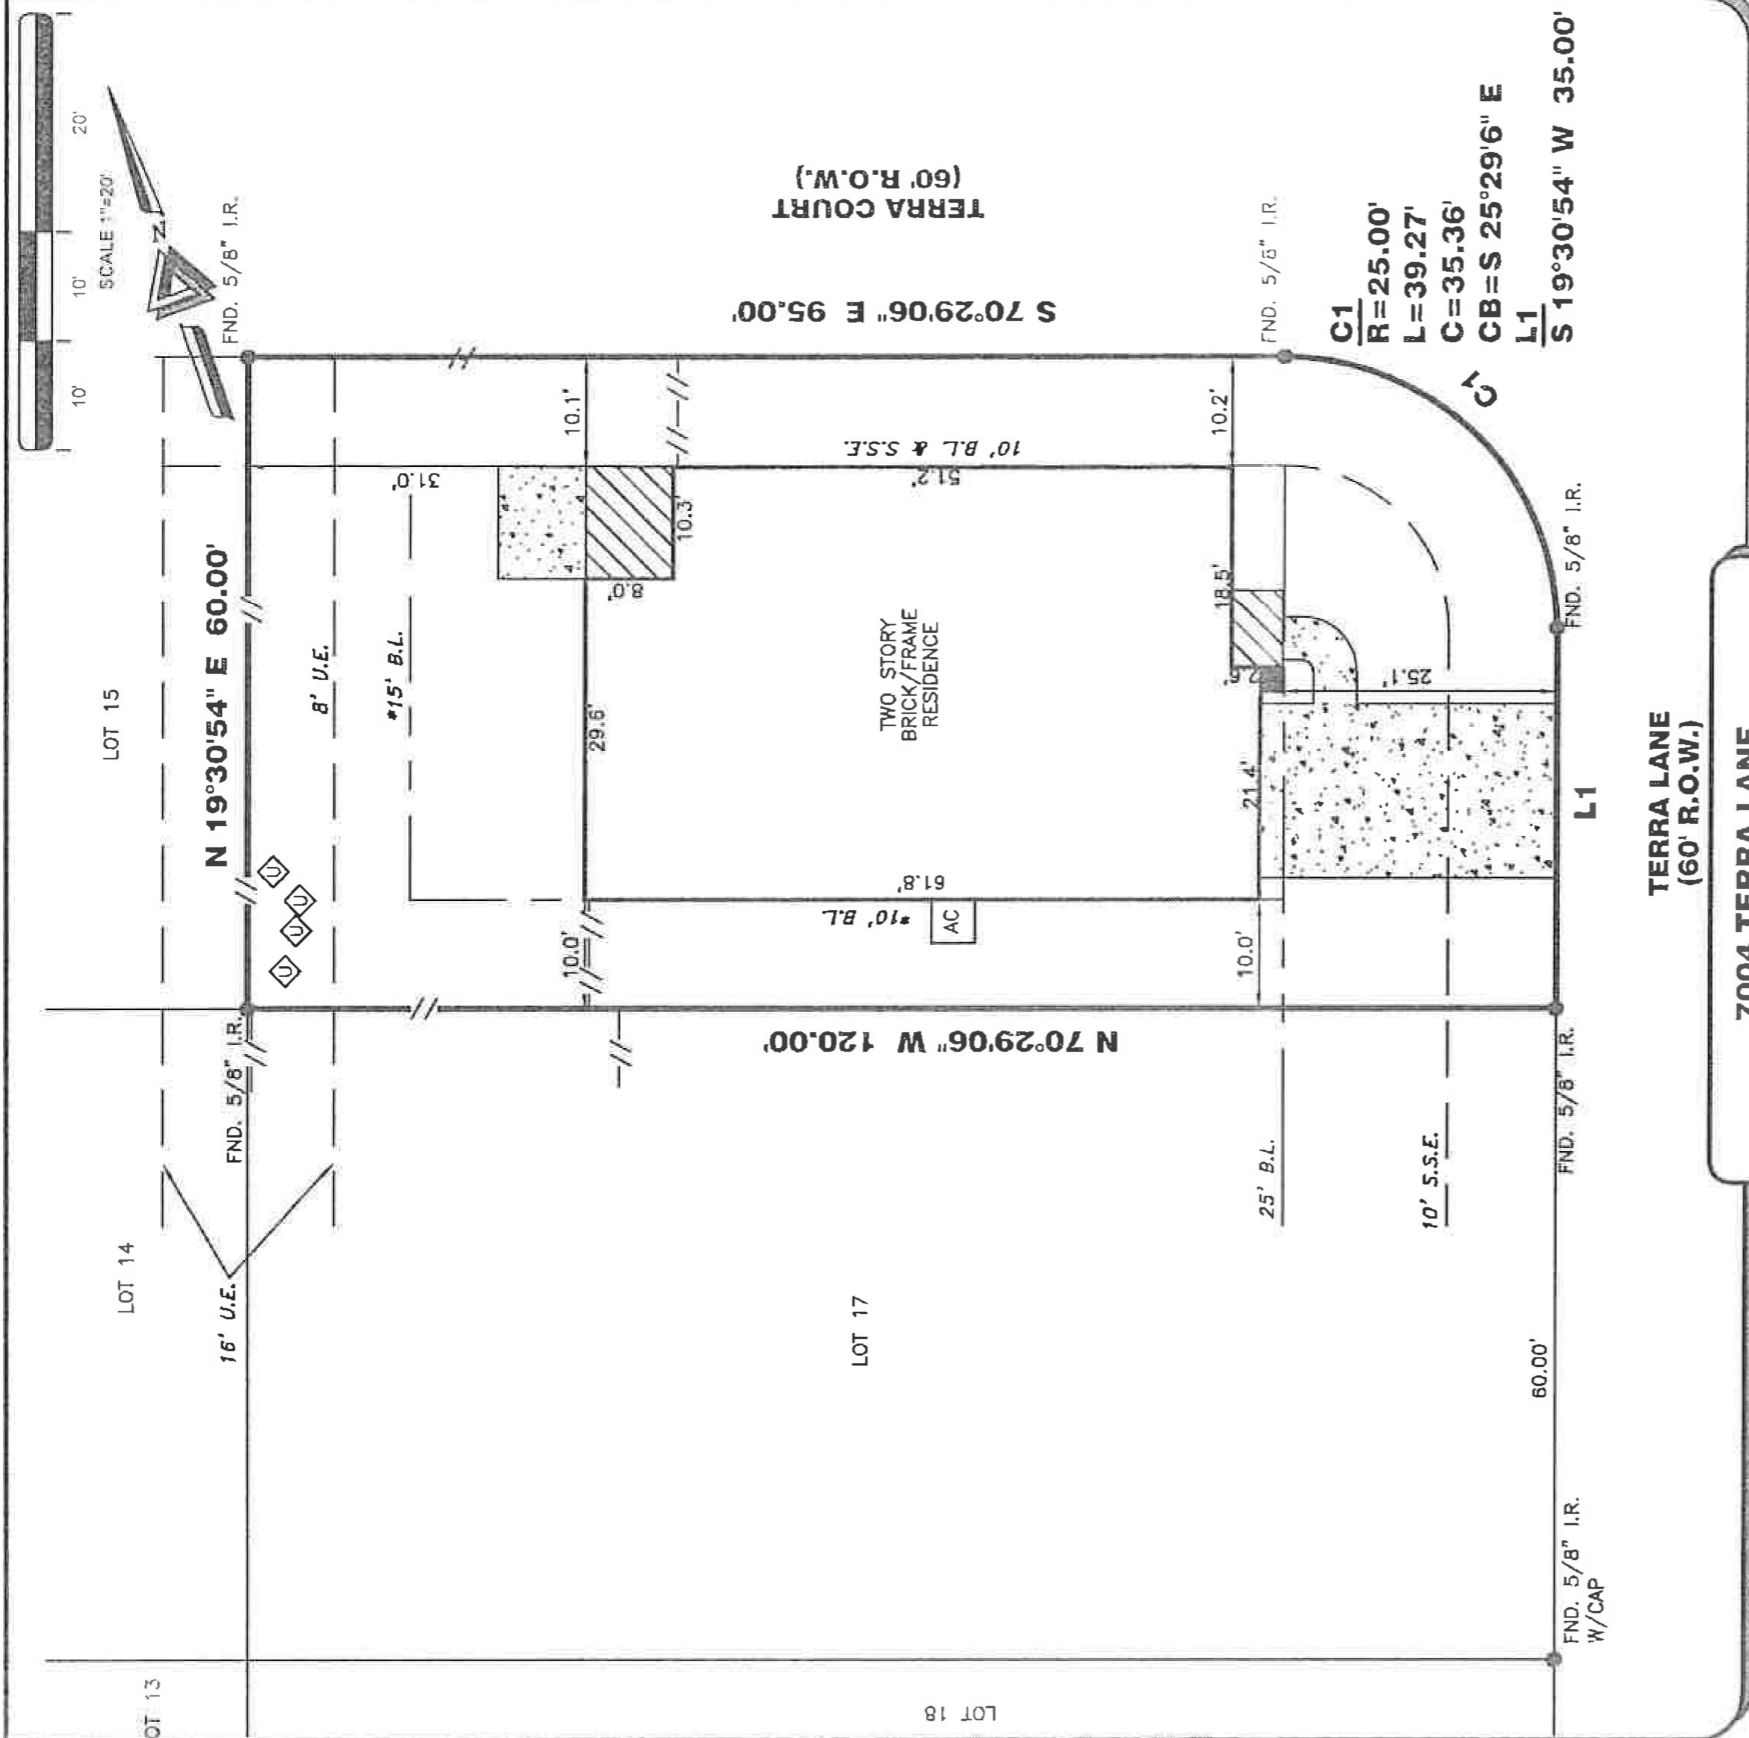 20'
10'
10'
SCALE 1"=20'
N
FND. 5/8" I.R.
LOT 15
N 19°30'54" E 60.00'
8' U.E.
*15' B.L.
31.0'
10.1'
10' B.L. & S.S.E.
51.2'
10.3'
8.0'
29.6'
TERRA COURT
(60' R.O.W.)
S 70°29'06" E 95.00'
10.2'
FND. 5/8" I.R.
C1
R=25.00'
L=39.27'
C=35.36'
CB=S 25°29'6" E
L1
S 19°30'54" W 35.00'
C1
TWO STORY
BRICK/FRAME
RESIDENCE
18.5'
21.4'
25.1'
FND. 5/8" I.R.
61.8'
*10' B.L.
AC
10.0'
10.0'
U
U
U
U
FND. 5/8" I.R.
N 70°29'06" W 120.00'
L1
TERRA LANE
(60' R.O.W.)
LOT 14
16' U.E.
LOT 17
25' B.L.
10' S.S.E.
FND. 5/8" I.R.
60.00'
FND. 5/8" I.R.
W/CAP
LOT 18
OT 13
TERRA LANE